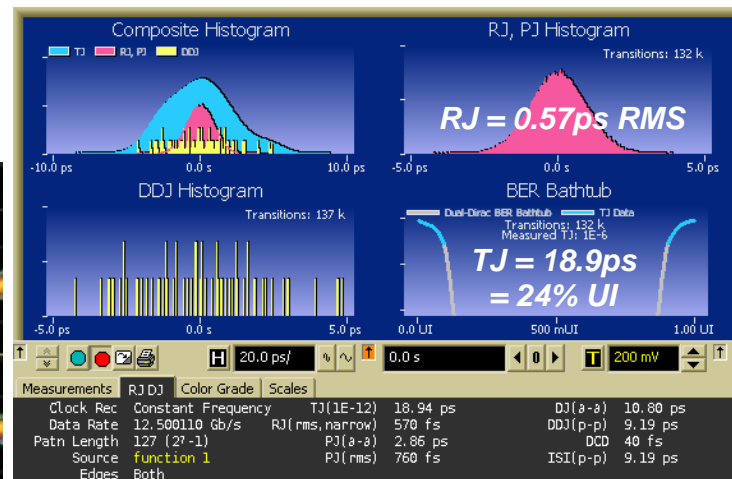 Composite Histogram
TJ RJ, PJ DDJ
-10.0 ps 0.0 s 10.0 ps
RJ, PJ Histogram
Transitions: 132 k
RJ = 0.57ps RMS
-5.0 ps 0.0 s 5.0 ps
DDJ Histogram
Transitions: 137 k
-5.0 ps 0.0 s 5.0 ps
BER Bathtub
Dual-Dirac BER Bathtub TJ Data
Transitions: 132 k
Measured TJ: 1E-6
TJ = 18.9ps
= 24% UI
0.0 UI 500 mUI 1.00 UI
H 20.0 ps/ 0.0 s 0 T 200 mV
Measurements RJDJ Color Grade Scales
Clock Rec Constant Frequency TJ(1E-12) 18.94 ps DJ(∂-∂) 10.80 ps
Data Rate 12.500110 Gb/s RJ(rms,narrow) 570 fs DDJ(p-p) 9.19 ps
Patn Length 127 (2⁷-1) PJ(∂-∂) 2.86 ps DCD 40 fs
Source function 1 PJ(rms) 760 fs ISI(p-p) 9.19 ps
Edges Both